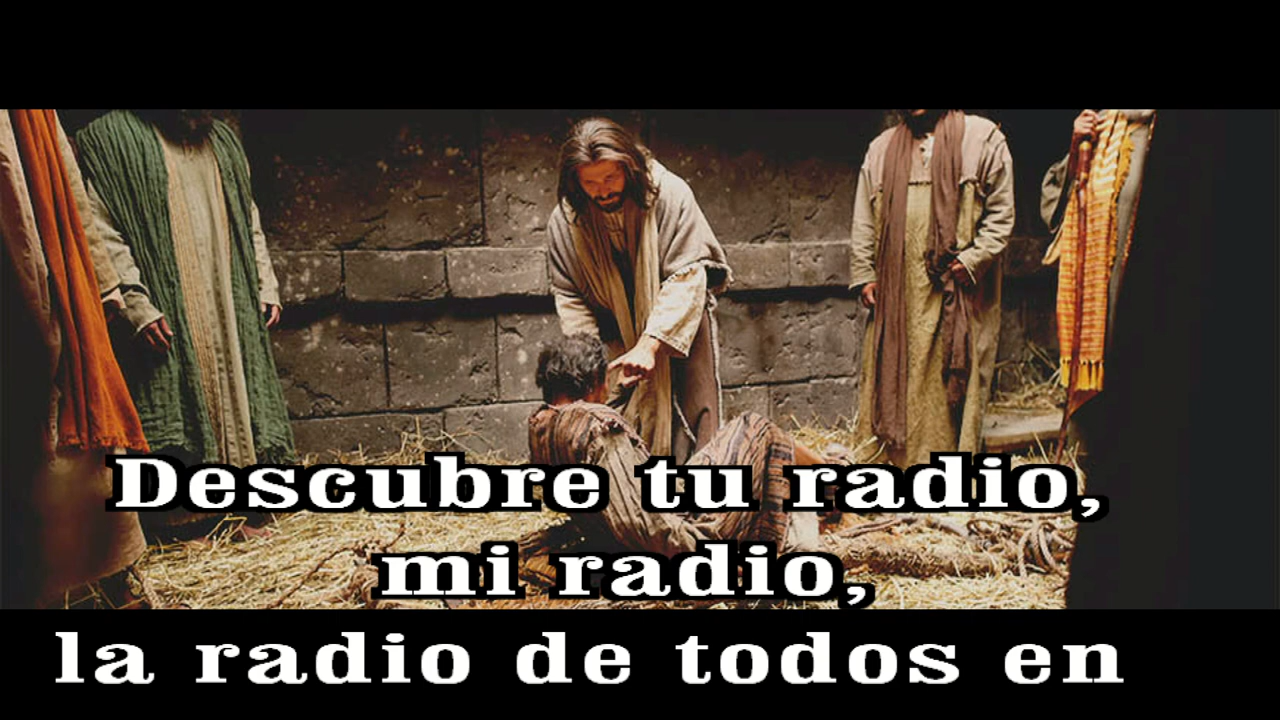 Descubre tu radio,
mi radio,
la radio de todos en